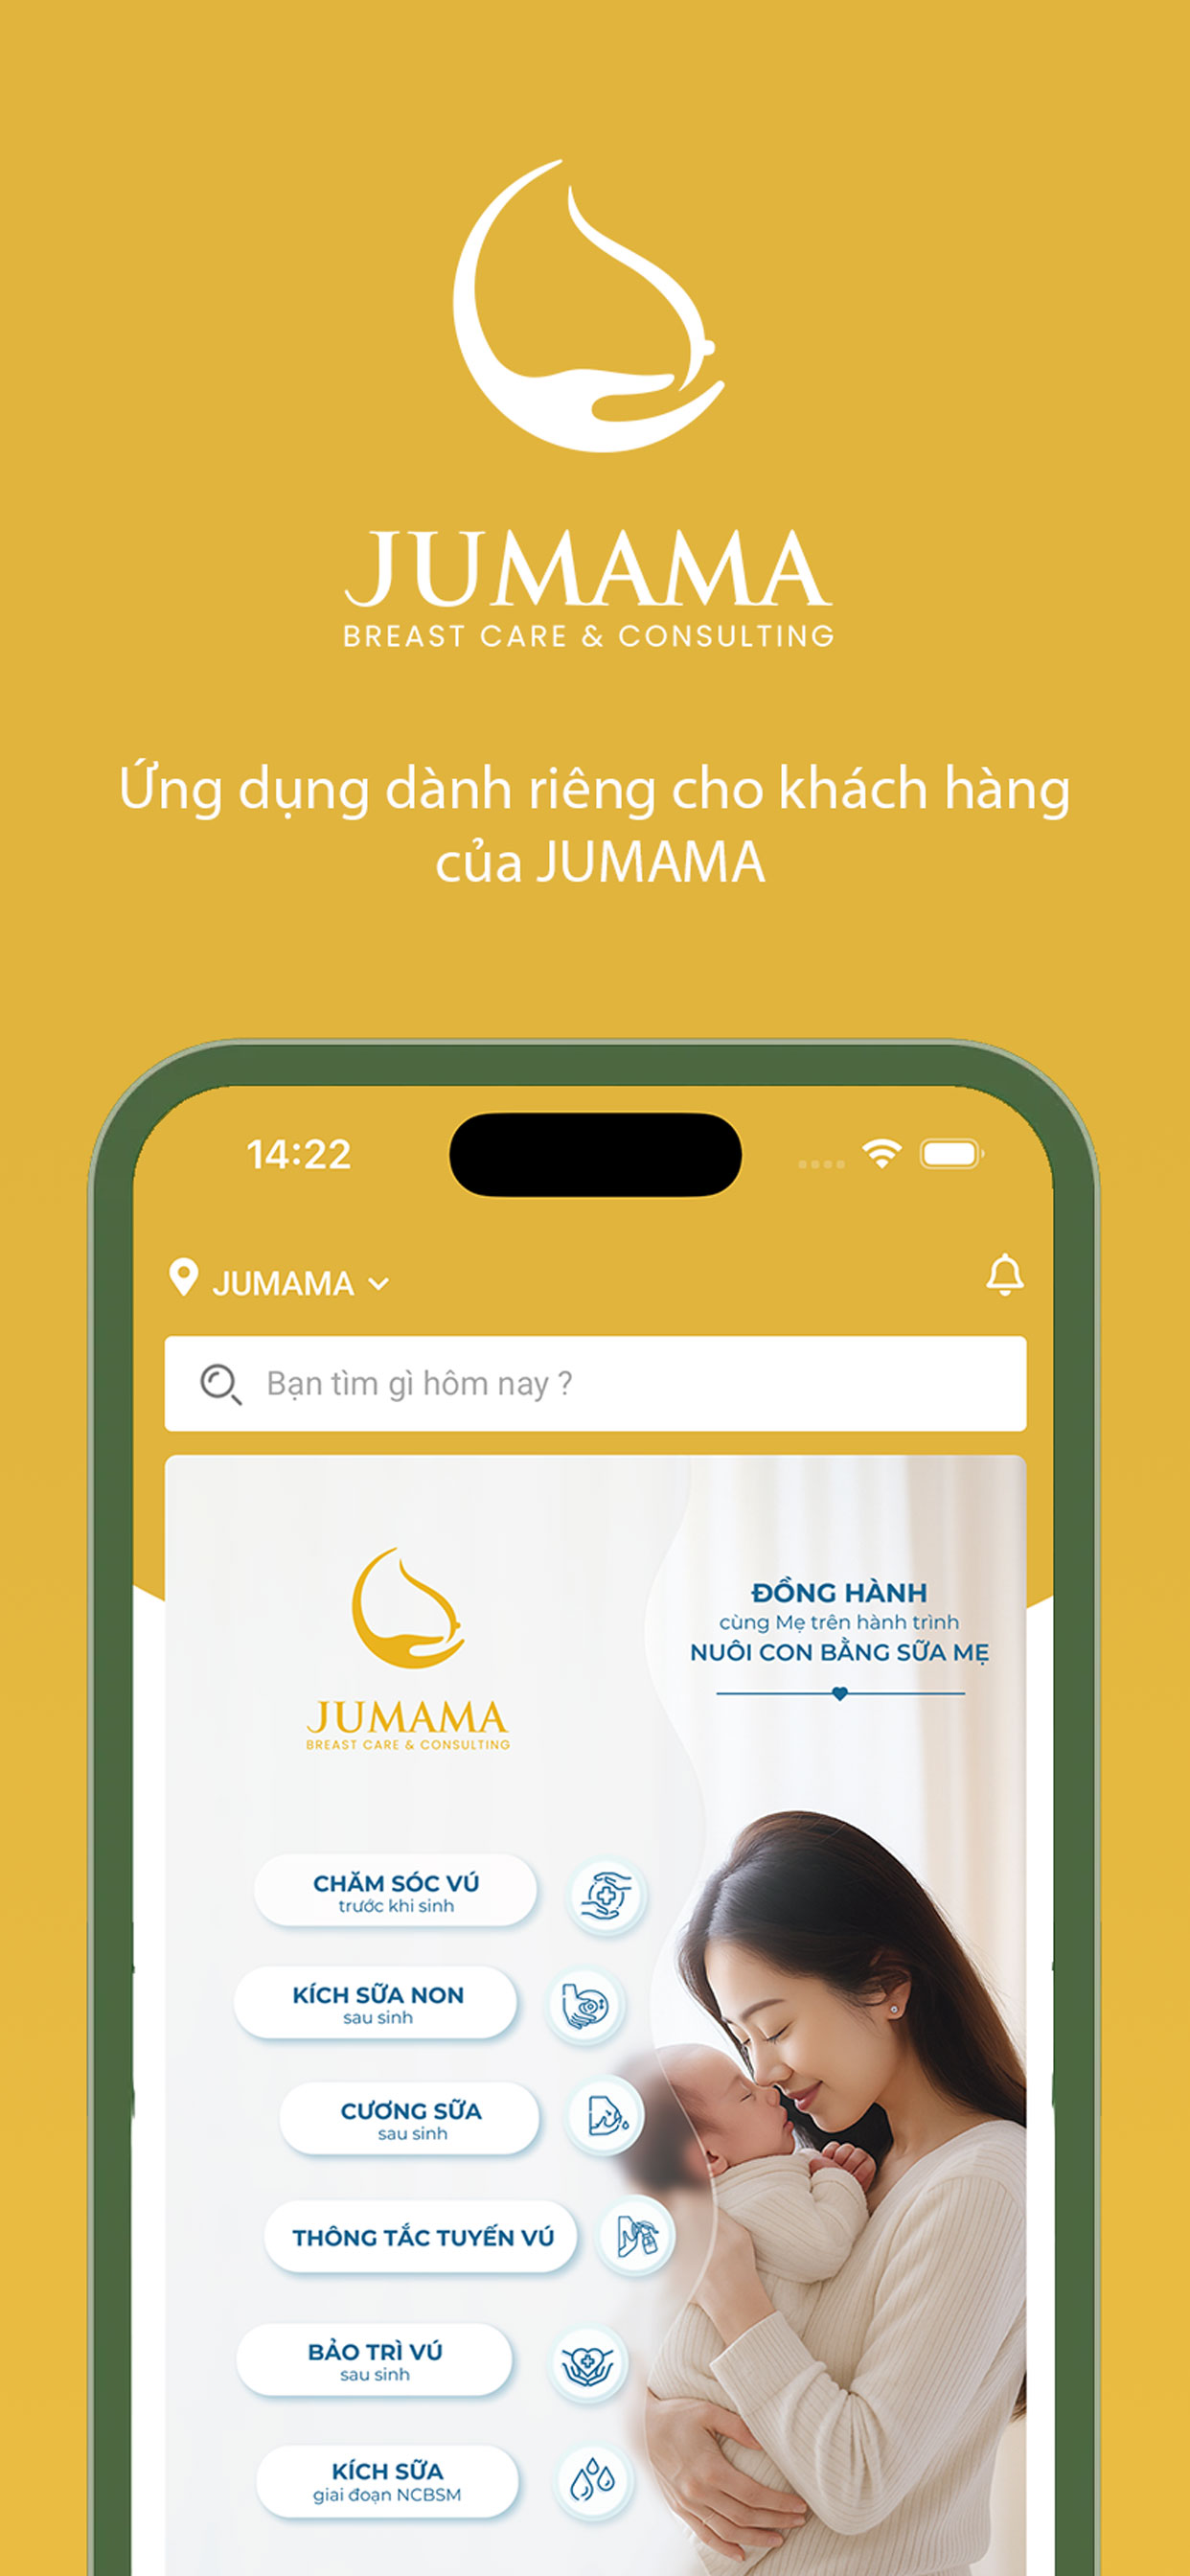 JUMAMA
BREAST CARE & CONSULTING
Ứng dụng dành riêng cho khách hàng
của JUMAMA
14:22
JUMAMA
Bạn tìm gì hôm nay ?
JUMAMA
BREAST CARE & CONSULTING
ĐỒNG HÀNH
cùng Mẹ trên hành trình
NUÔI CON BẰNG SỮA MẸ
CHĂM SÓC VÚ
trước khi sinh
KÍCH SỮA NON
sau sinh
CƯƠNG SỮA
sau sinh
THÔNG TẮC TUYẾN VÚ
BẢO TRÌ VÚ
sau sinh
KÍCH SỮA
giai đoạn NCBSM